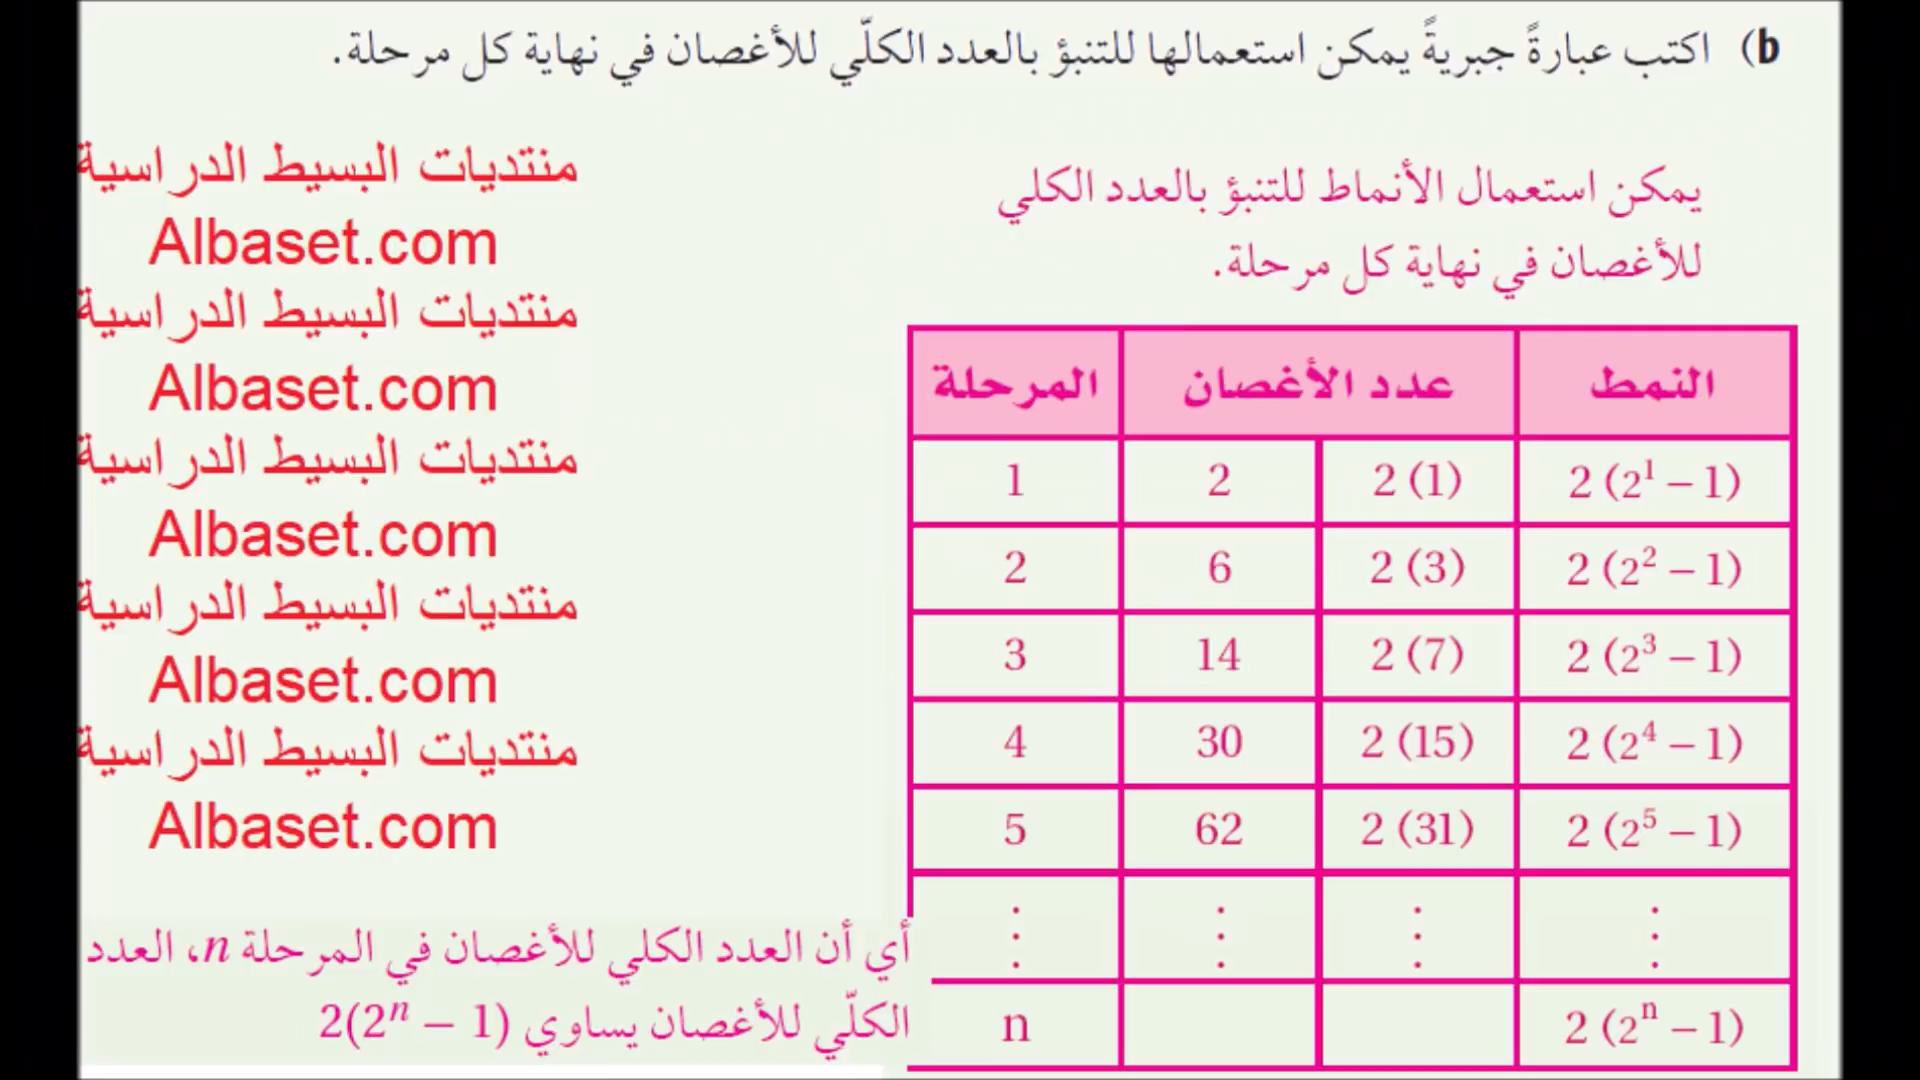 (b اكتب عبارةً جبريةً يمكن استعمالها للتنبؤ بالعدد الكلّي للأغصان في نهاية كل مرحلة.
يمكن استعمال الأنماط للتنبؤ بالعدد الكلي
للأغصان في نهاية كل مرحلة.
منتديات البسيط الدراسية
Albaset.com
منتديات البسيط الدراسية
Albaset.com
منتديات البسيط الدراسية
Albaset.com
منتديات البسيط الدراسية
Albaset.com
منتديات البسيط الدراسية
Albaset.com
المرحلة عدد الأغصان النمط
1 2 2 (1) 2 (2¹ – 1)
2 6 2 (3) 2 (2² – 1)
3 14 2 (7) 2 (2³ – 1)
4 30 2 (15) 2 (2⁴ – 1)
5 62 2 (31) 2 (2⁵ – 1)
⋮ ⋮ ⋮ ⋮
n 2 (2ⁿ – 1)
أي أن العدد الكلي للأغصان في المرحلة n، العدد
الكلّي للأغصان يساوي 2(2ⁿ – 1)